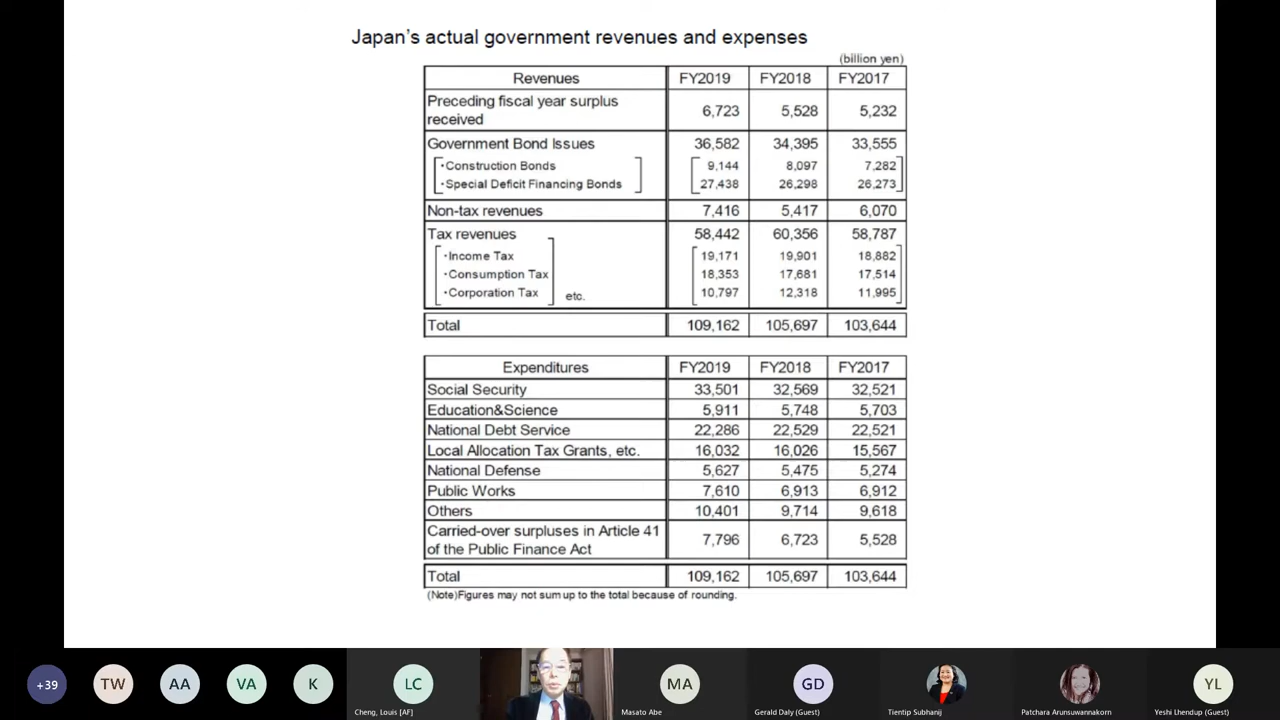 Japan's actual government revenues and expenses
(billion yen)
Revenues FY2019 FY2018 FY2017
Preceding fiscal year surplus
received 6,723 5,528 5,232
Government Bond Issues 36,582 34,395 33,555
・Construction Bonds 9,144 8,097 7,282
・Special Deficit Financing Bonds 27,438 26,298 26,273
Non-tax revenues 7,416 5,417 6,070
Tax revenues 58,442 60,356 58,787
・Income Tax 19,171 19,901 18,882
・Consumption Tax 18,353 17,681 17,514
・Corporation Tax etc. 10,797 12,318 11,995
Total 109,162 105,697 103,644
Expenditures FY2019 FY2018 FY2017
Social Security 33,501 32,569 32,521
Education&Science 5,911 5,748 5,703
National Debt Service 22,286 22,529 22,521
Local Allocation Tax Grants, etc. 16,032 16,026 15,567
National Defense 5,627 5,475 5,274
Public Works 7,610 6,913 6,912
Others 10,401 9,714 9,618
Carried-over surpluses in Article 41
of the Public Finance Act 7,796 6,723 5,528
Total 109,162 105,697 103,644
(Note)Figures may not sum up to the total because of rounding.
+39 TW AA VA K LC MA GD YL
Cheng, Louis [AF] Masato Abe Gerald Daly (Guest) Tientip Subhanij Patchara Arunsuwannakorn Yeshi Lhendup (Guest)